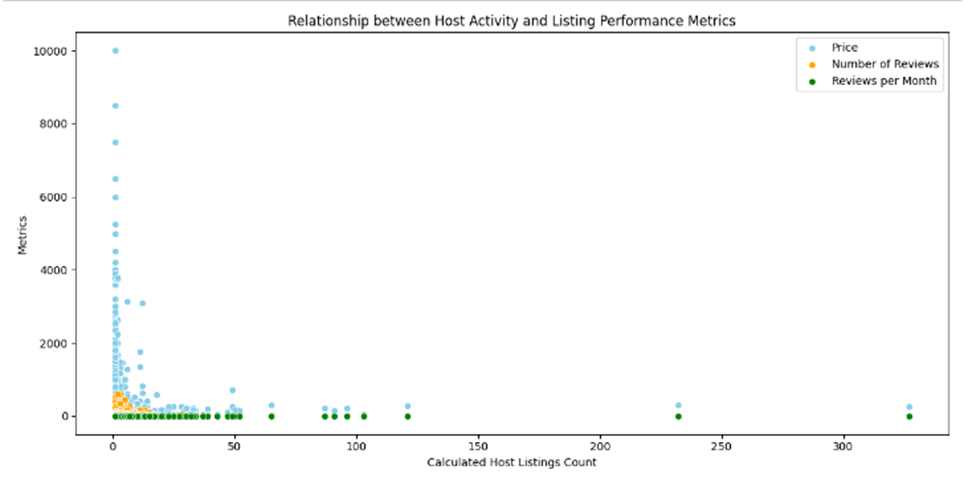 Relationship between Host Activity and Listing Performance Metrics
Price
Number of Reviews
Reviews per Month
10000
8000
6000
4000
2000
0
Metrics
0 50 100 150 200 250 300
Calculated Host Listings Count